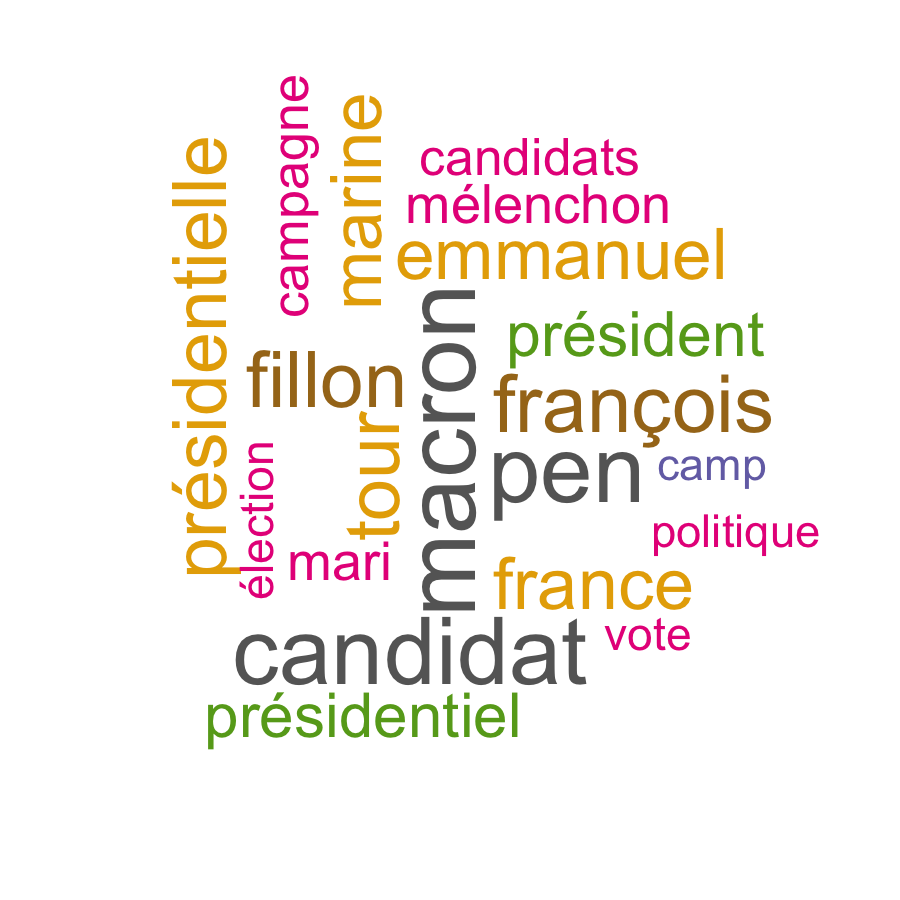 campagne
marine
présidentielle
candidats
mélenchon
emmanuel
macron
président
fillon
françois
tour
pen
camp
élection
politique
mari
france
candidat
vote
présidentiel